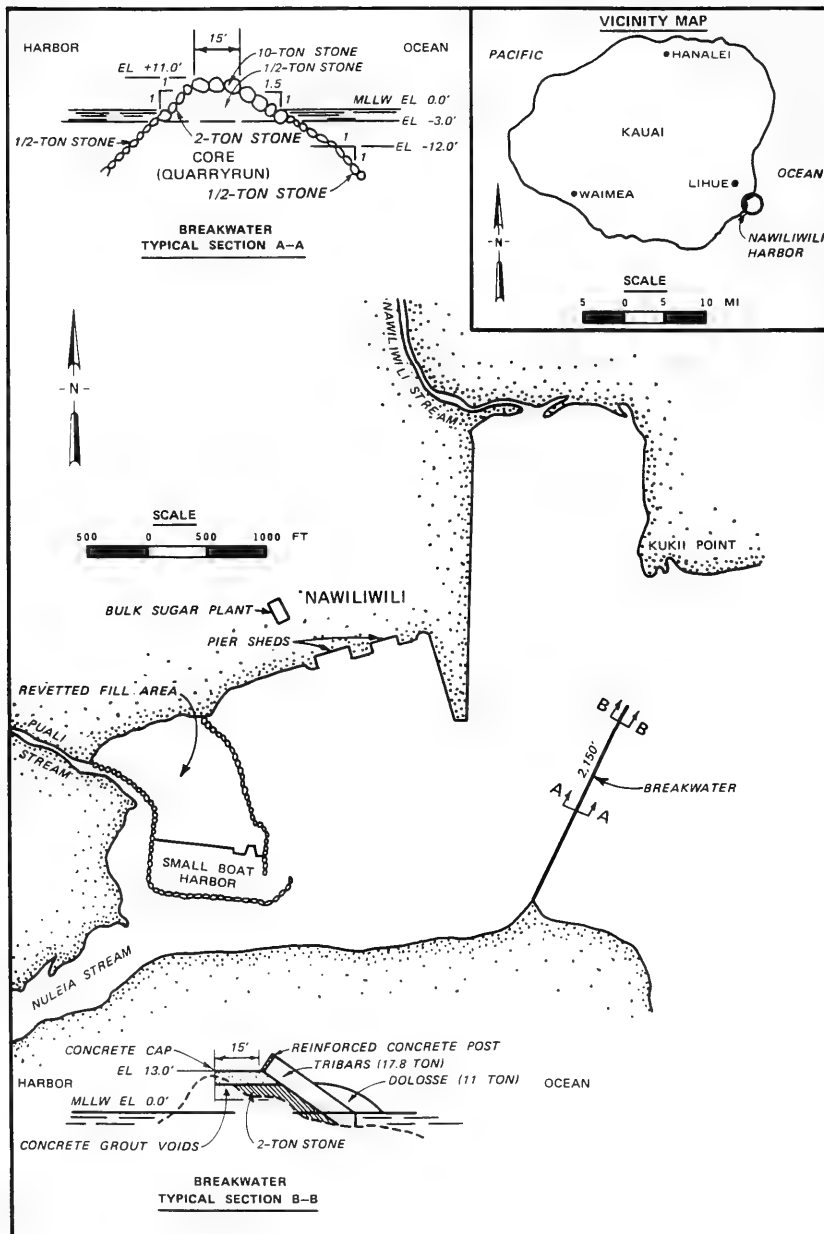 HARBOR
15'
10-TON STONE
1/2-TON STONE
OCEAN
EL +11.0'
1
1
1.5
1
MLLW EL 0.0'
EL -3.0'
1/2-TON STONE
2-TON STONE
CORE
(QUARRYRUN)
1
1
EL -12.0'
1/2-TON STONE
BREAKWATER
TYPICAL SECTION A-A
VICINITY MAP
PACIFIC
HANALEI
KAUAI
LIHUE
OCEAN
WAIMEA
-N-
NAWILIWILI
HARBOR
SCALE
5 0 5 10 MI
-N-
NAWILIWILI STREAM
SCALE
500 0 500 1000 FT
KUKII POINT
NAWILIWILI
BULK SUGAR PLANT
PIER SHEDS
REVETTED FILL AREA
PUALI
STREAM
B B
2,150'
BREAKWATER
A A
SMALL BOAT
HARBOR
NULEIA STREAM
CONCRETE CAP
15'
REINFORCED CONCRETE POST
TRIBARS (17.8 TON)
EL 13.0'
DOLOSSE (11 TON)
HARBOR
OCEAN
MLLW EL 0.0'
CONCRETE GROUT VOIDS
2-TON STONE
BREAKWATER
TYPICAL SECTION B-B